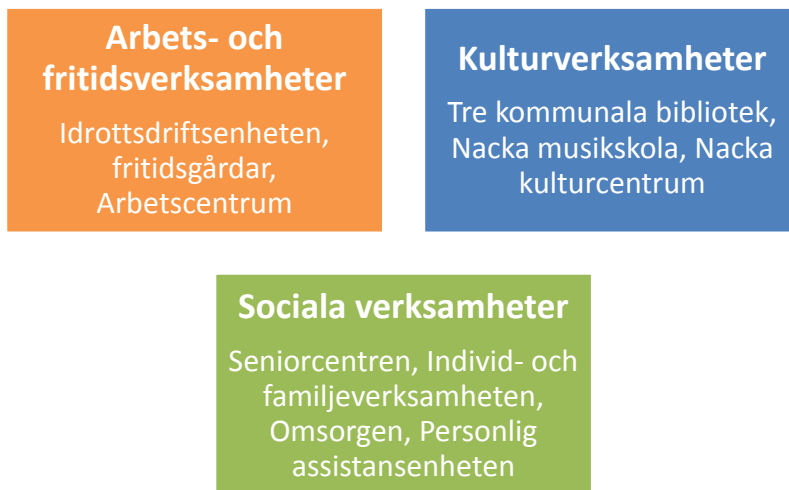 Arbets- och
fritidsverksamheter
Idrottsdriftsenheten,
fritidsgårdar,
Arbetscentrum
Kulturverksamheter
Tre kommunala bibliotek,
Nacka musikskola, Nacka
kulturcentrum
Sociala verksamheter
Seniorcentren, Individ- och
familjeverksamheten,
Omsorgen, Personlig
assistansenheten